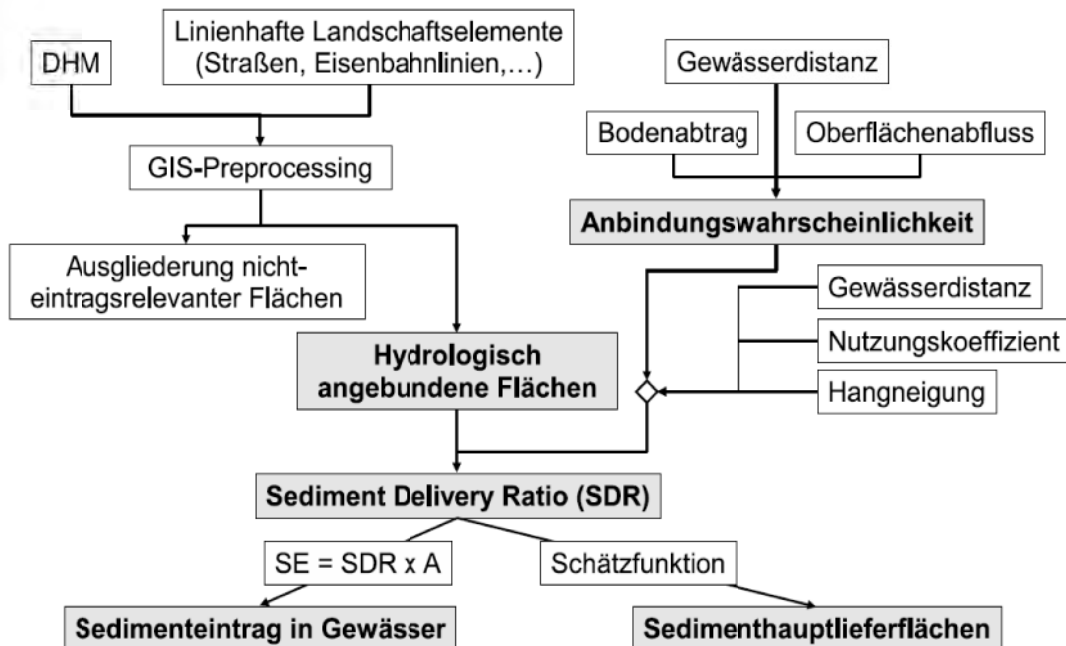 Linienhafte Landschaftselemente
(Straßen, Eisenbahnlinien,…)
DHM
Gewässerdistanz
Bodenabtrag
Oberflächenabfluss
GIS-Preprocessing
Anbindungswahrscheinlichkeit
Ausgliederung nicht-
eintragsrelevanter Flächen
Gewässerdistanz
Nutzungskoeffizient
Hangneigung
Hydrologisch
angebundene Flächen
Sediment Delivery Ratio (SDR)
SE = SDR x A
Schätzfunktion
Sedimenteintrag in Gewässer
Sedimenthauptlieferflächen